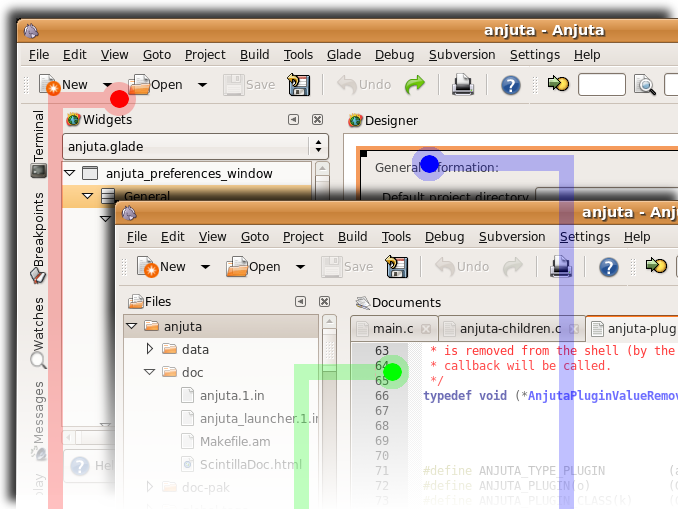 anjuta - Anjuta
File Edit View Goto Project Build Tools Glade Debug Subversion Settings Help
New Open Save Undo
Terminal
Breakpoints
Watches
Messages
Widgets
anjuta.glade
anjuta_preferences_window
General
Designer
General information:
Default project directory
Help
anjuta - Anj
File Edit View Goto Project Build Tools Debug Subversion Settings Help
New Open Save Undo
Files
anjuta
data
doc
anjuta.1.in
anjuta_launcher.1.in
Makefile.am
ScintillaDoc.html
doc-pak
Documents
main.c anjuta-children.c anjuta-plug
63 * is removed from the shell (by the
64 * callback will be called.
65 */
66 typedef void (*AnjutaPluginValueRemov
67
68
69
70
71 #define ANJUTA_TYPE_PLUGIN (a
72 #define ANJUTA_PLUGIN(o) (G
73 #define ANJUTA_PLUGIN_CLASS(k) (G